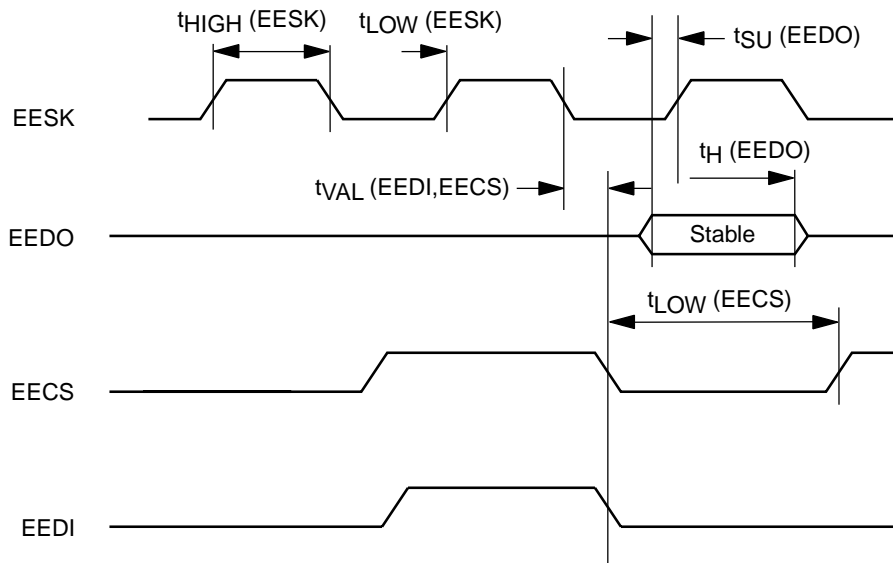 tHIGH (EESK)
tLOW (EESK)
tSU (EEDO)
EESK
tH (EEDO)
tVAL (EEDI,EECS)
EEDO
Stable
tLOW (EECS)
EECS
EEDI